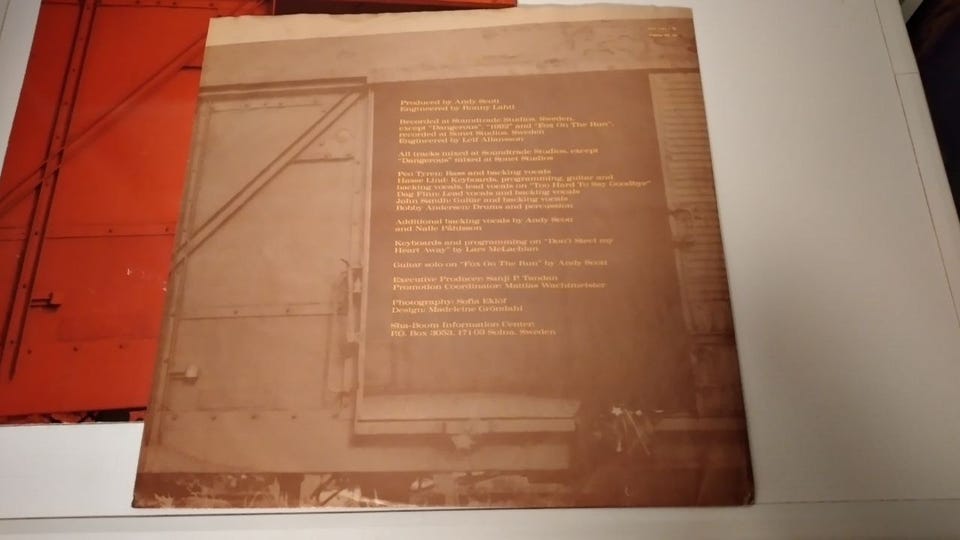 Produced by Andy Scott
Engineered by Ronny Lahti
Recorded at Soundtrade Studios, Sweden,
except "Dangerous", "1992" and "Fox On The Run",
recorded at Sonet Studios, Sweden
Engineered by Leif Allansson
All tracks mixed at Soundtrade Studios, except
"Dangerous" mixed at Sonet Studios
Peo Tyren: Bass and backing vocals
Hasse Lind: Keyboards, programming, guitar and
backing vocals, lead vocals on "Too Hard To Say Goodbye"
Dag Finn: Lead vocals and backing vocals
John Sandh: Guitar and backing vocals
Bobby Andersen: Drums and percussion
Additional backing vocals by Andy Scott
and Nalle Påhlsson
Keyboards and programming on "Don't Steel my
Heart Away" by Lars McLachlan
Guitar solo on "Fox On The Run" by Andy Scott
Executive Producer: Sanji P. Tandan
Promotion Coordinator: Mattias Wachtmeister
Photography: Sofia Eklöf
Design: Madeleine Gröndahl
Sha-Boom Information Center:
P.O. Box 3053, 171 03 Solna, Sweden